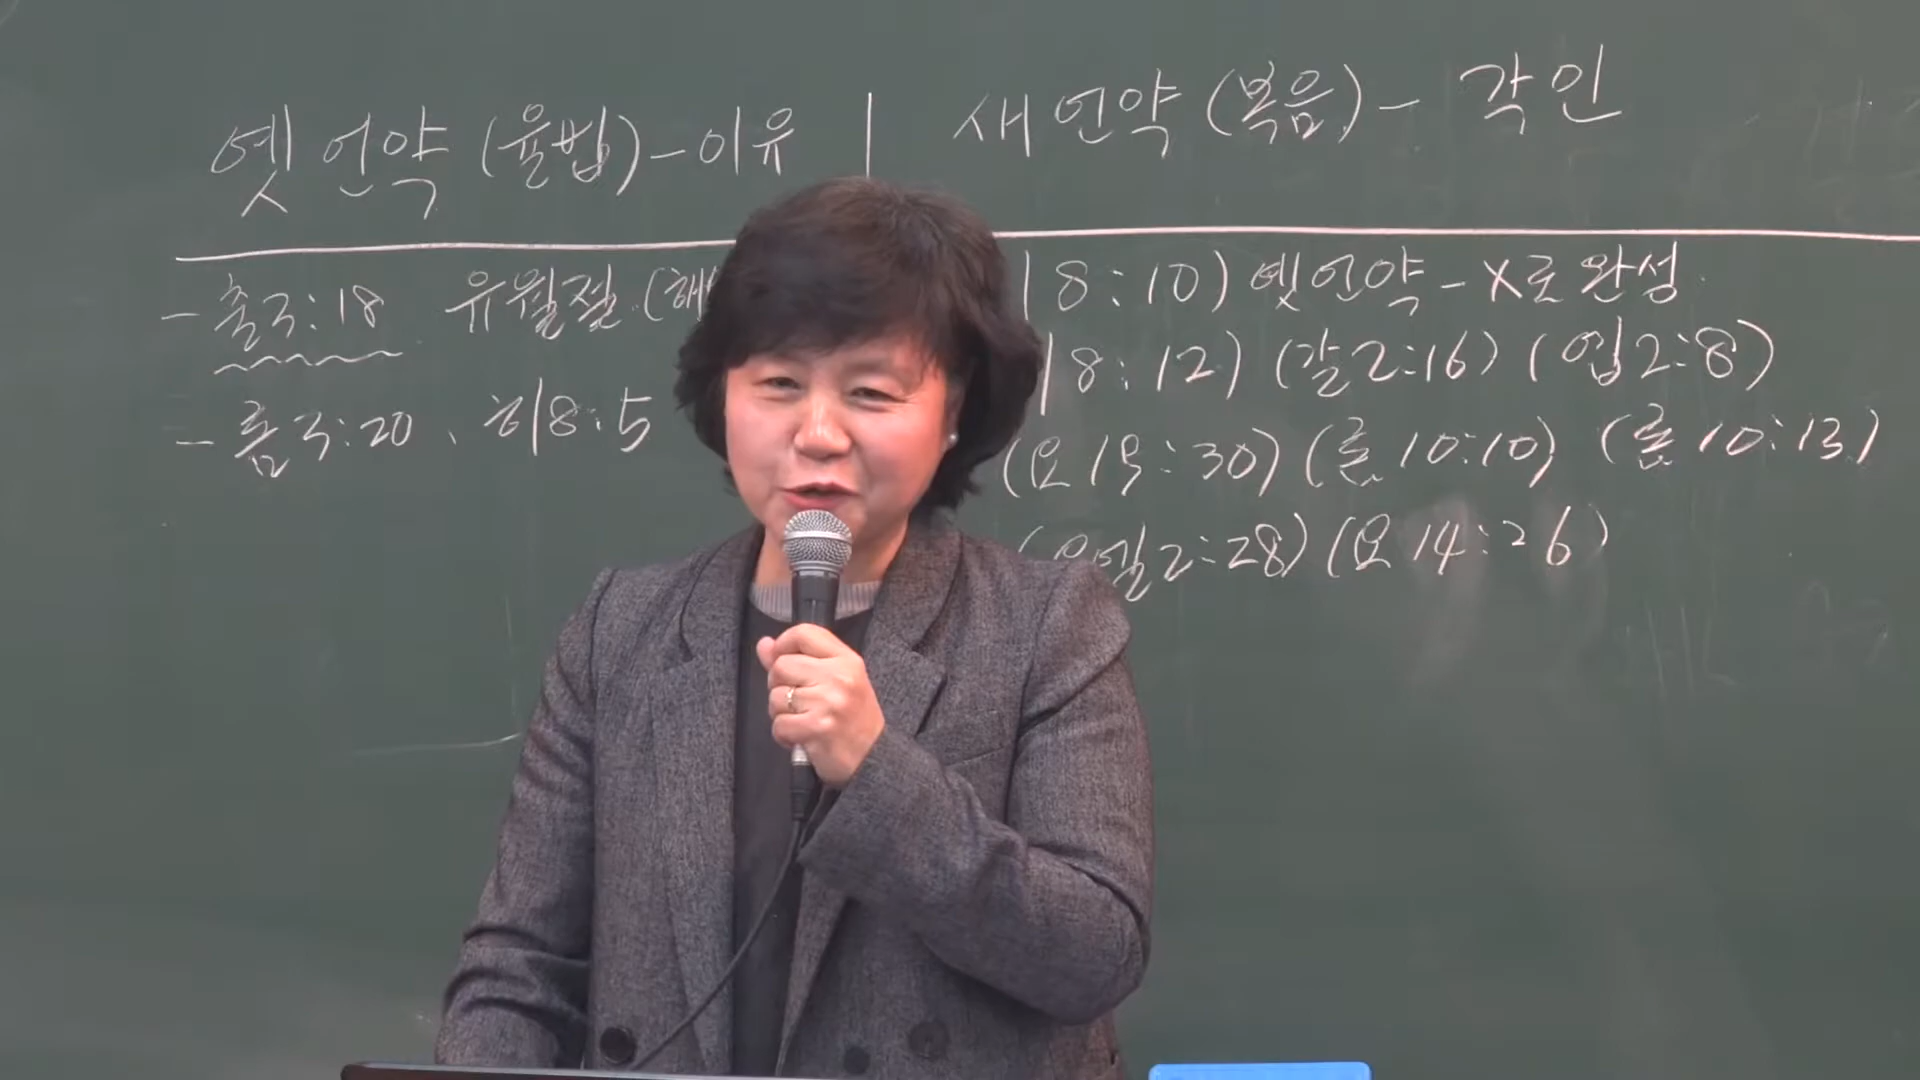 옛 언약 (율법) - 이유 | 새 언약 (복음) - 각인
- 출3:18 유월절 (해 8:10) 옛언약 - X로 완성
8:12) (갈2:16) (엡2:8)
- 롬3:20、히8:5
(요19:30) (롬10:10) (롬10:13)
(요엘2:28) (요14:26)